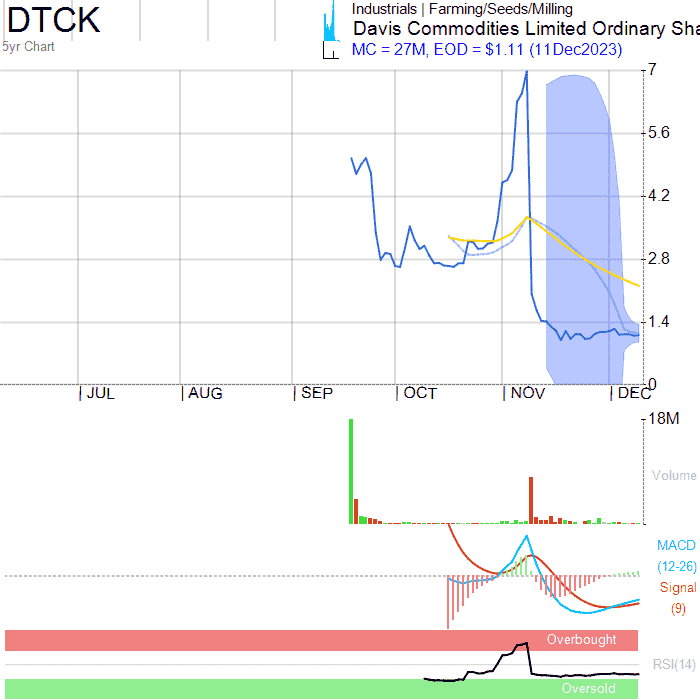 DTCK
5yr Chart
Industrials | Farming/Seeds/Milling
Davis Commodities Limited Ordinary Sha
MC = 27M, EOD = $1.11 (11Dec2023)
7
5.6
4.2
2.8
1.4
0
JUL AUG SEP OCT NOV DEC
18M
Volume
MACD
(12-26)
Signal
(9)
Overbought
RSI(14)
Oversold